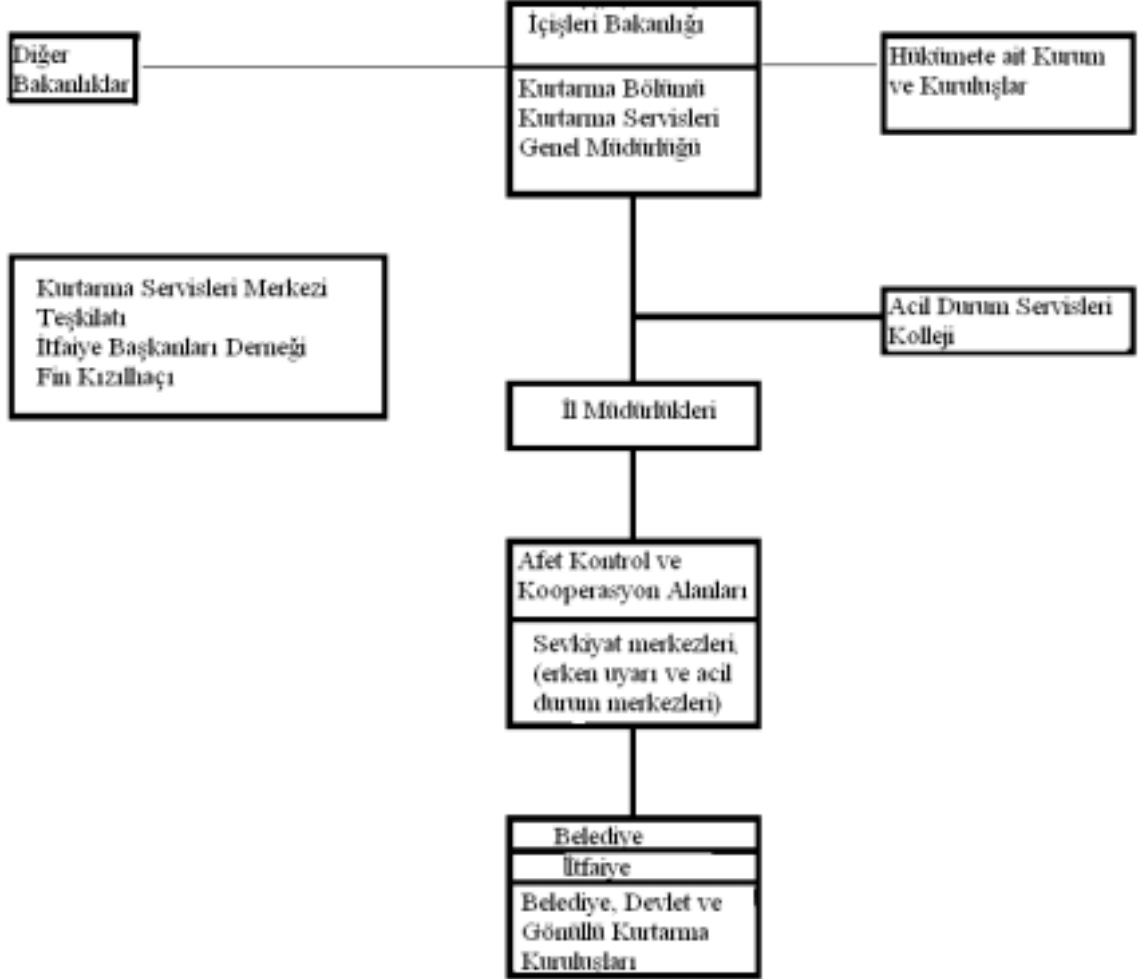 İçişleri Bakanlığı
Diğer
Bakanlıklar
Hükümete ait Kurum
ve Kuruluşlar
Kurtarma Bölümü
Kurtarma Servisleri
Genel Müdürlüğü
Kurtarma Servisleri Merkezi
Teşkilatı
İtfaiye Başkanları Derneği
Fin Kızılhaçı
Acil Durum Servisleri
Kolleji
İl Müdürlükleri
Afet Kontrol ve
Kooperasyon Alanları
Sevkiyat merkezleri,
(erken uyarı ve acil
durum merkezleri)
Belediye
İtfaiye
Belediye, Devlet ve
Gönüllü Kurtarma
Kuruluşları